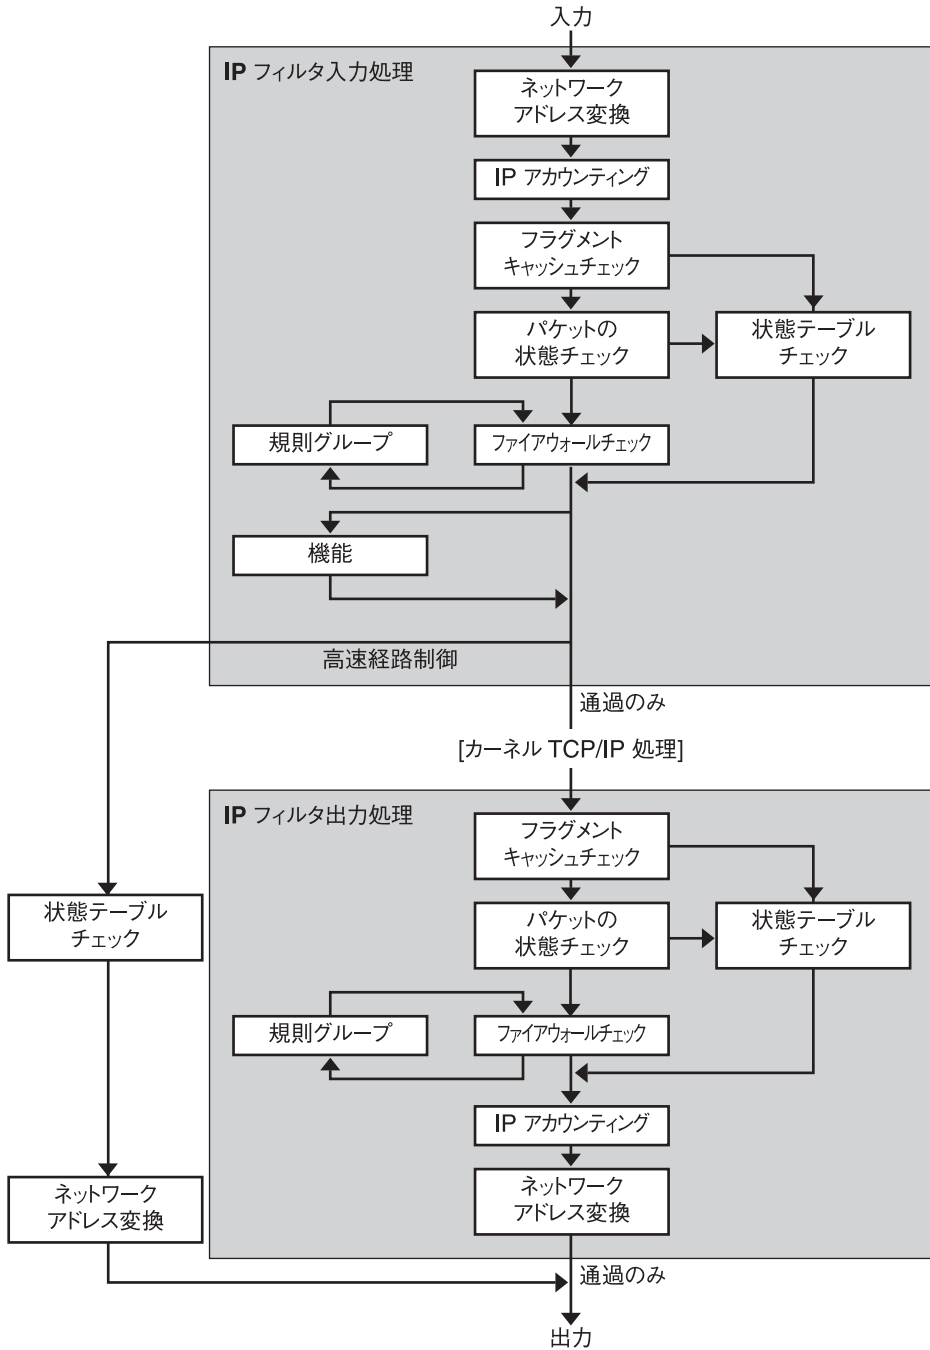 入力
IP フィルタ入力処理
ネットワーク
アドレス変換
IP アカウンティング
フラグメント
キャッシュチェック
パケットの
状態チェック
状態テーブル
チェック
規則グループ
ファイアウォールチェック
機能
高速経路制御
通過のみ
[カーネル TCP/IP 処理]
IP フィルタ出力処理
フラグメント
キャッシュチェック
状態テーブル
チェック
パケットの
状態チェック
状態テーブル
チェック
規則グループ
ファイアウォールチェック
IP アカウンティング
ネットワーク
アドレス変換
ネットワーク
アドレス変換
通過のみ
出力